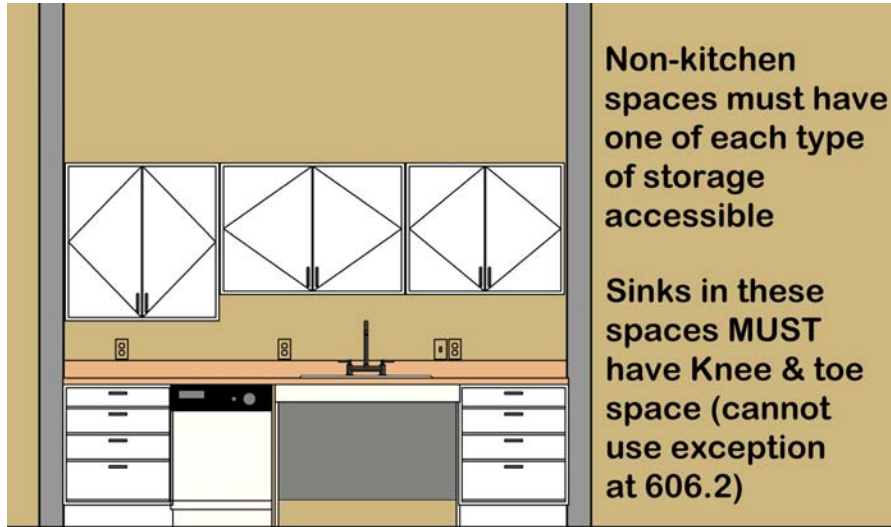 Non-kitchen
spaces must have
one of each type
of storage
accessible
Sinks in these
spaces MUST
have Knee & toe
space (cannot
use exception
at 606.2)